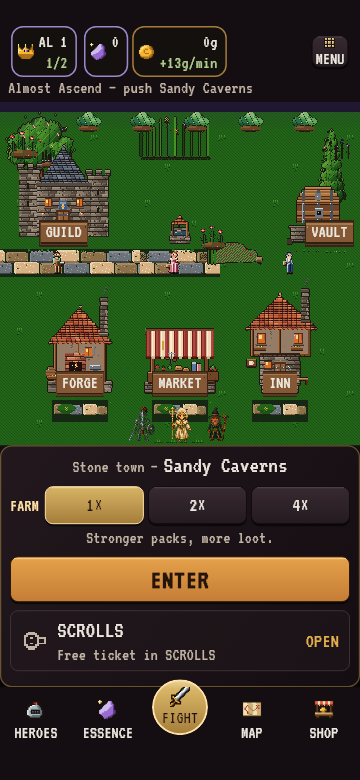 AL 1
1/2
0
0g
+13g/min
MENU
Almost Ascend – push Sandy Caverns
GUILD
VAULT
FORGE
MARKET
INN
Stone town – Sandy Caverns
FARM
1X
2X
4X
Stronger packs, more loot.
ENTER
SCROLLS
Free ticket in SCROLLS
OPEN
HEROES
ESSENCE
FIGHT
MAP
SHOP